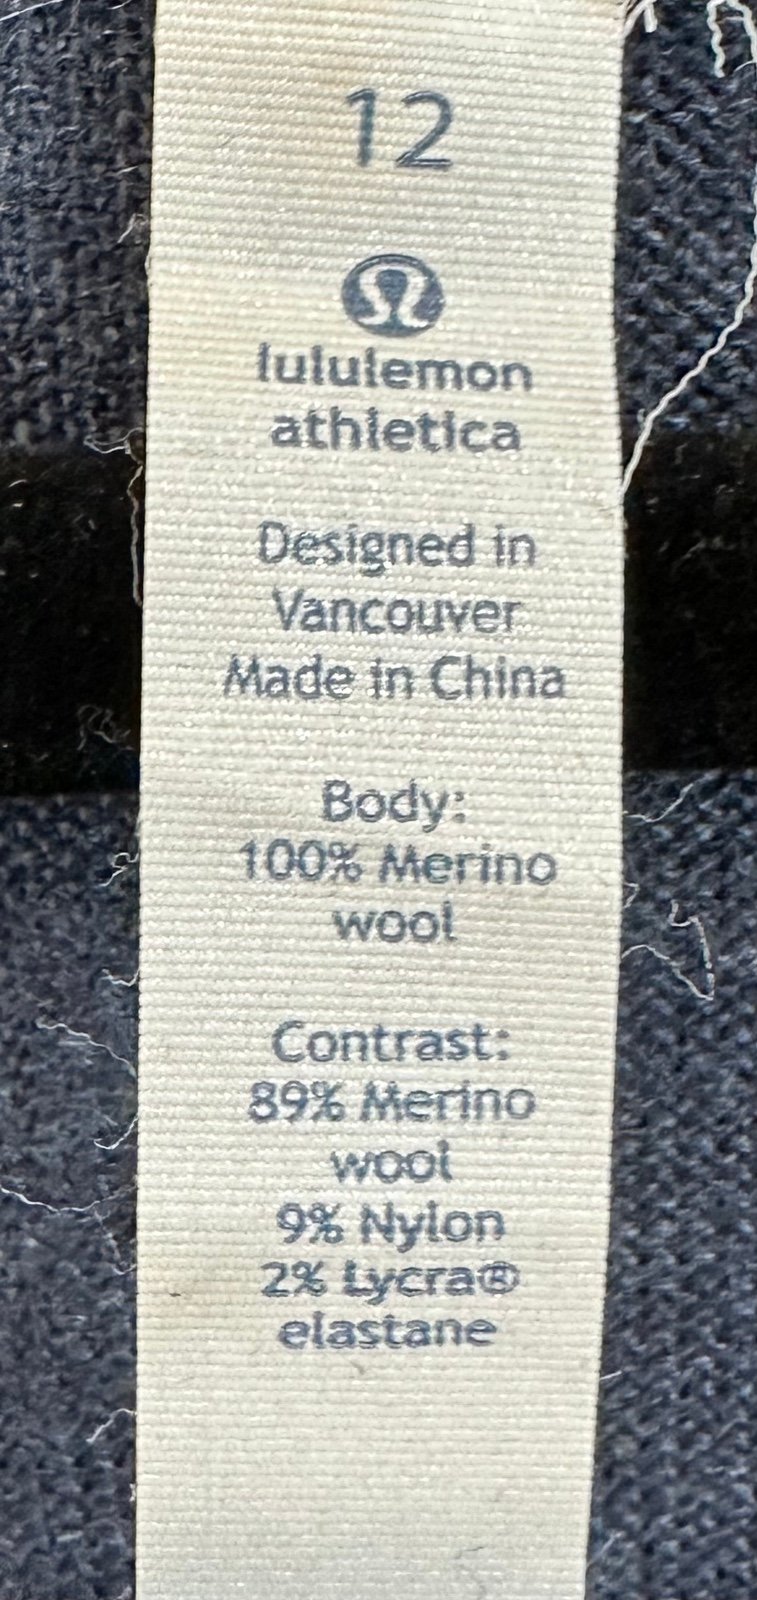 12
lululemon
athletica
Designed in
Vancouver
Made in China
Body:
100% Merino
wool
Contrast:
89% Merino
wool
9% Nylon
2% Lycra®
elastane